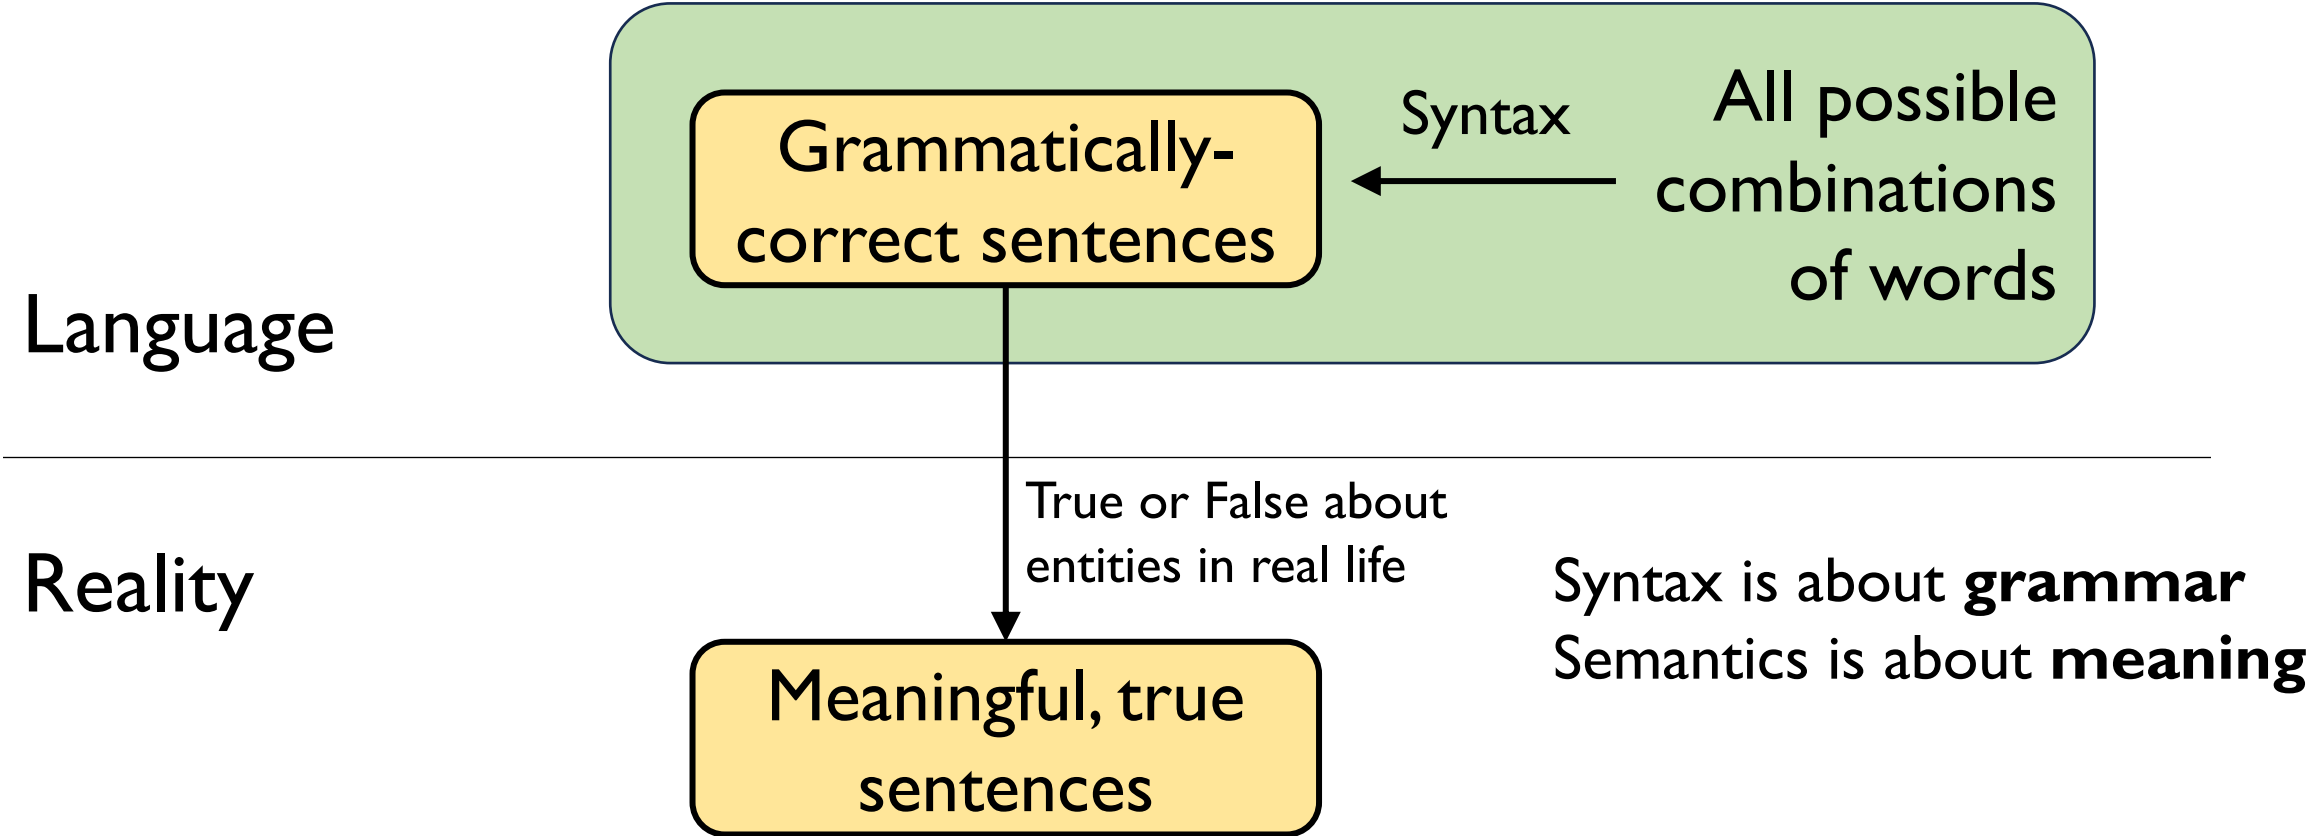 All possible
combinations
of words
Syntax
Grammatically-
correct sentences
Language
True or False about
entities in real life
Reality
Syntax is about grammar
Semantics is about meaning
Meaningful, true
sentences